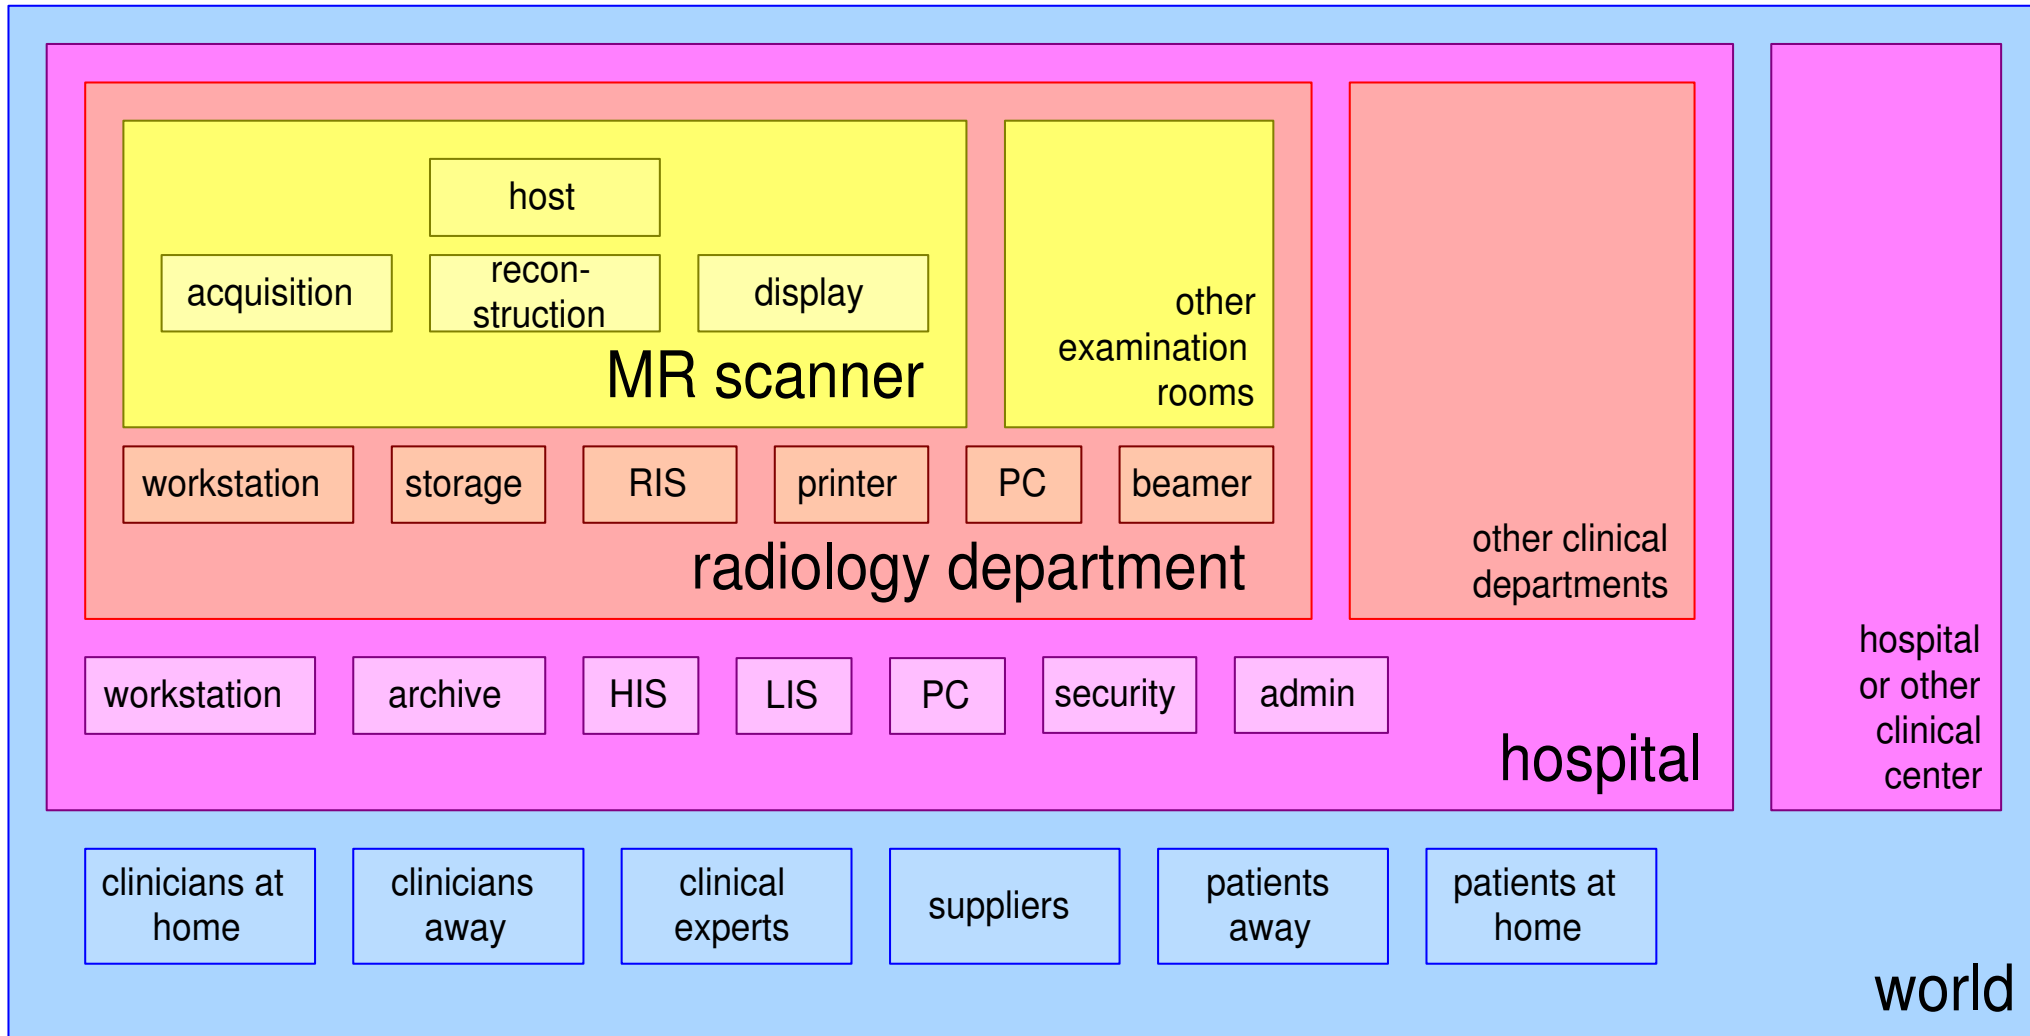 host
acquisition
recon-
struction
display
MR scanner
other
examination
rooms
workstation
storage
RIS
printer
PC
beamer
radiology department
other clinical
departments
workstation
archive
HIS
LIS
PC
security
admin
hospital
hospital
or other
clinical
center
clinicians at
home
clinicians
away
clinical
experts
suppliers
patients
away
patients at
home
world